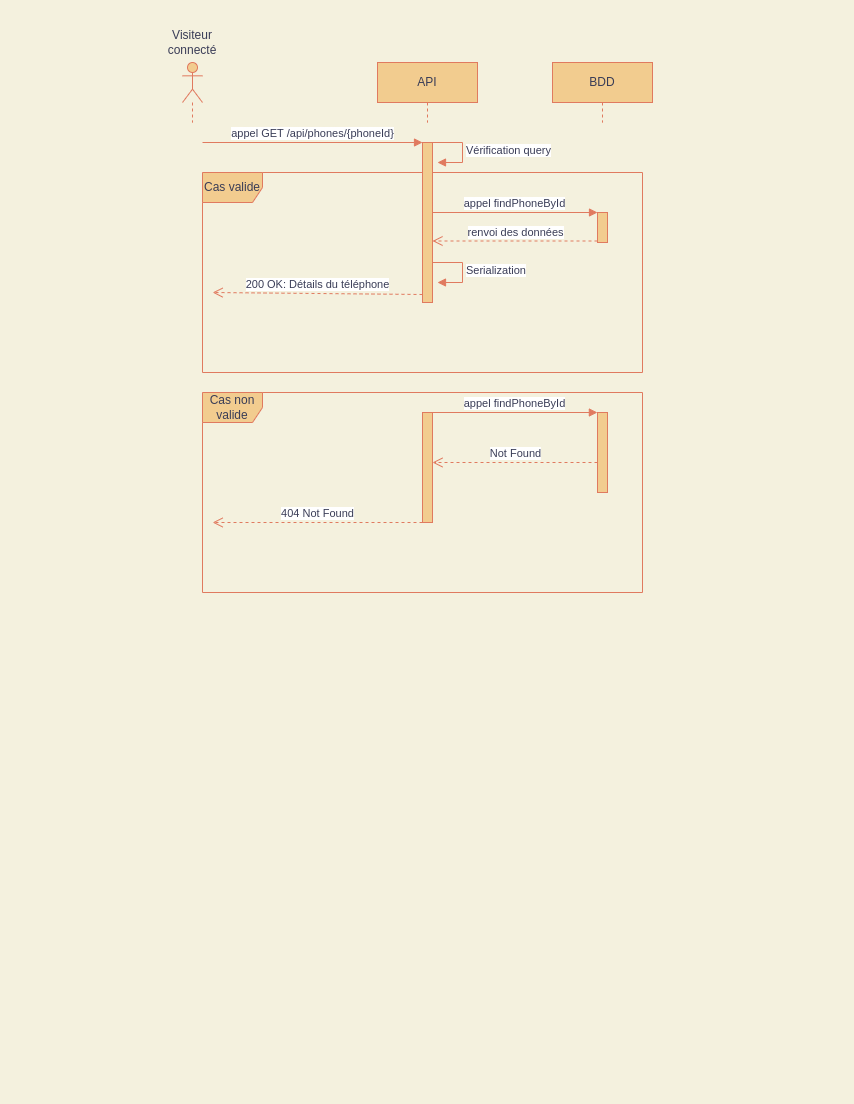 Visiteur
connecté
API
BDD
appel GET /api/phones/{phoneId}
Vérification query
Cas valide
appel findPhoneById
renvoi des données
Serialization
200 OK: Détails du téléphone
Cas non
valide
appel findPhoneById
Not Found
404 Not Found